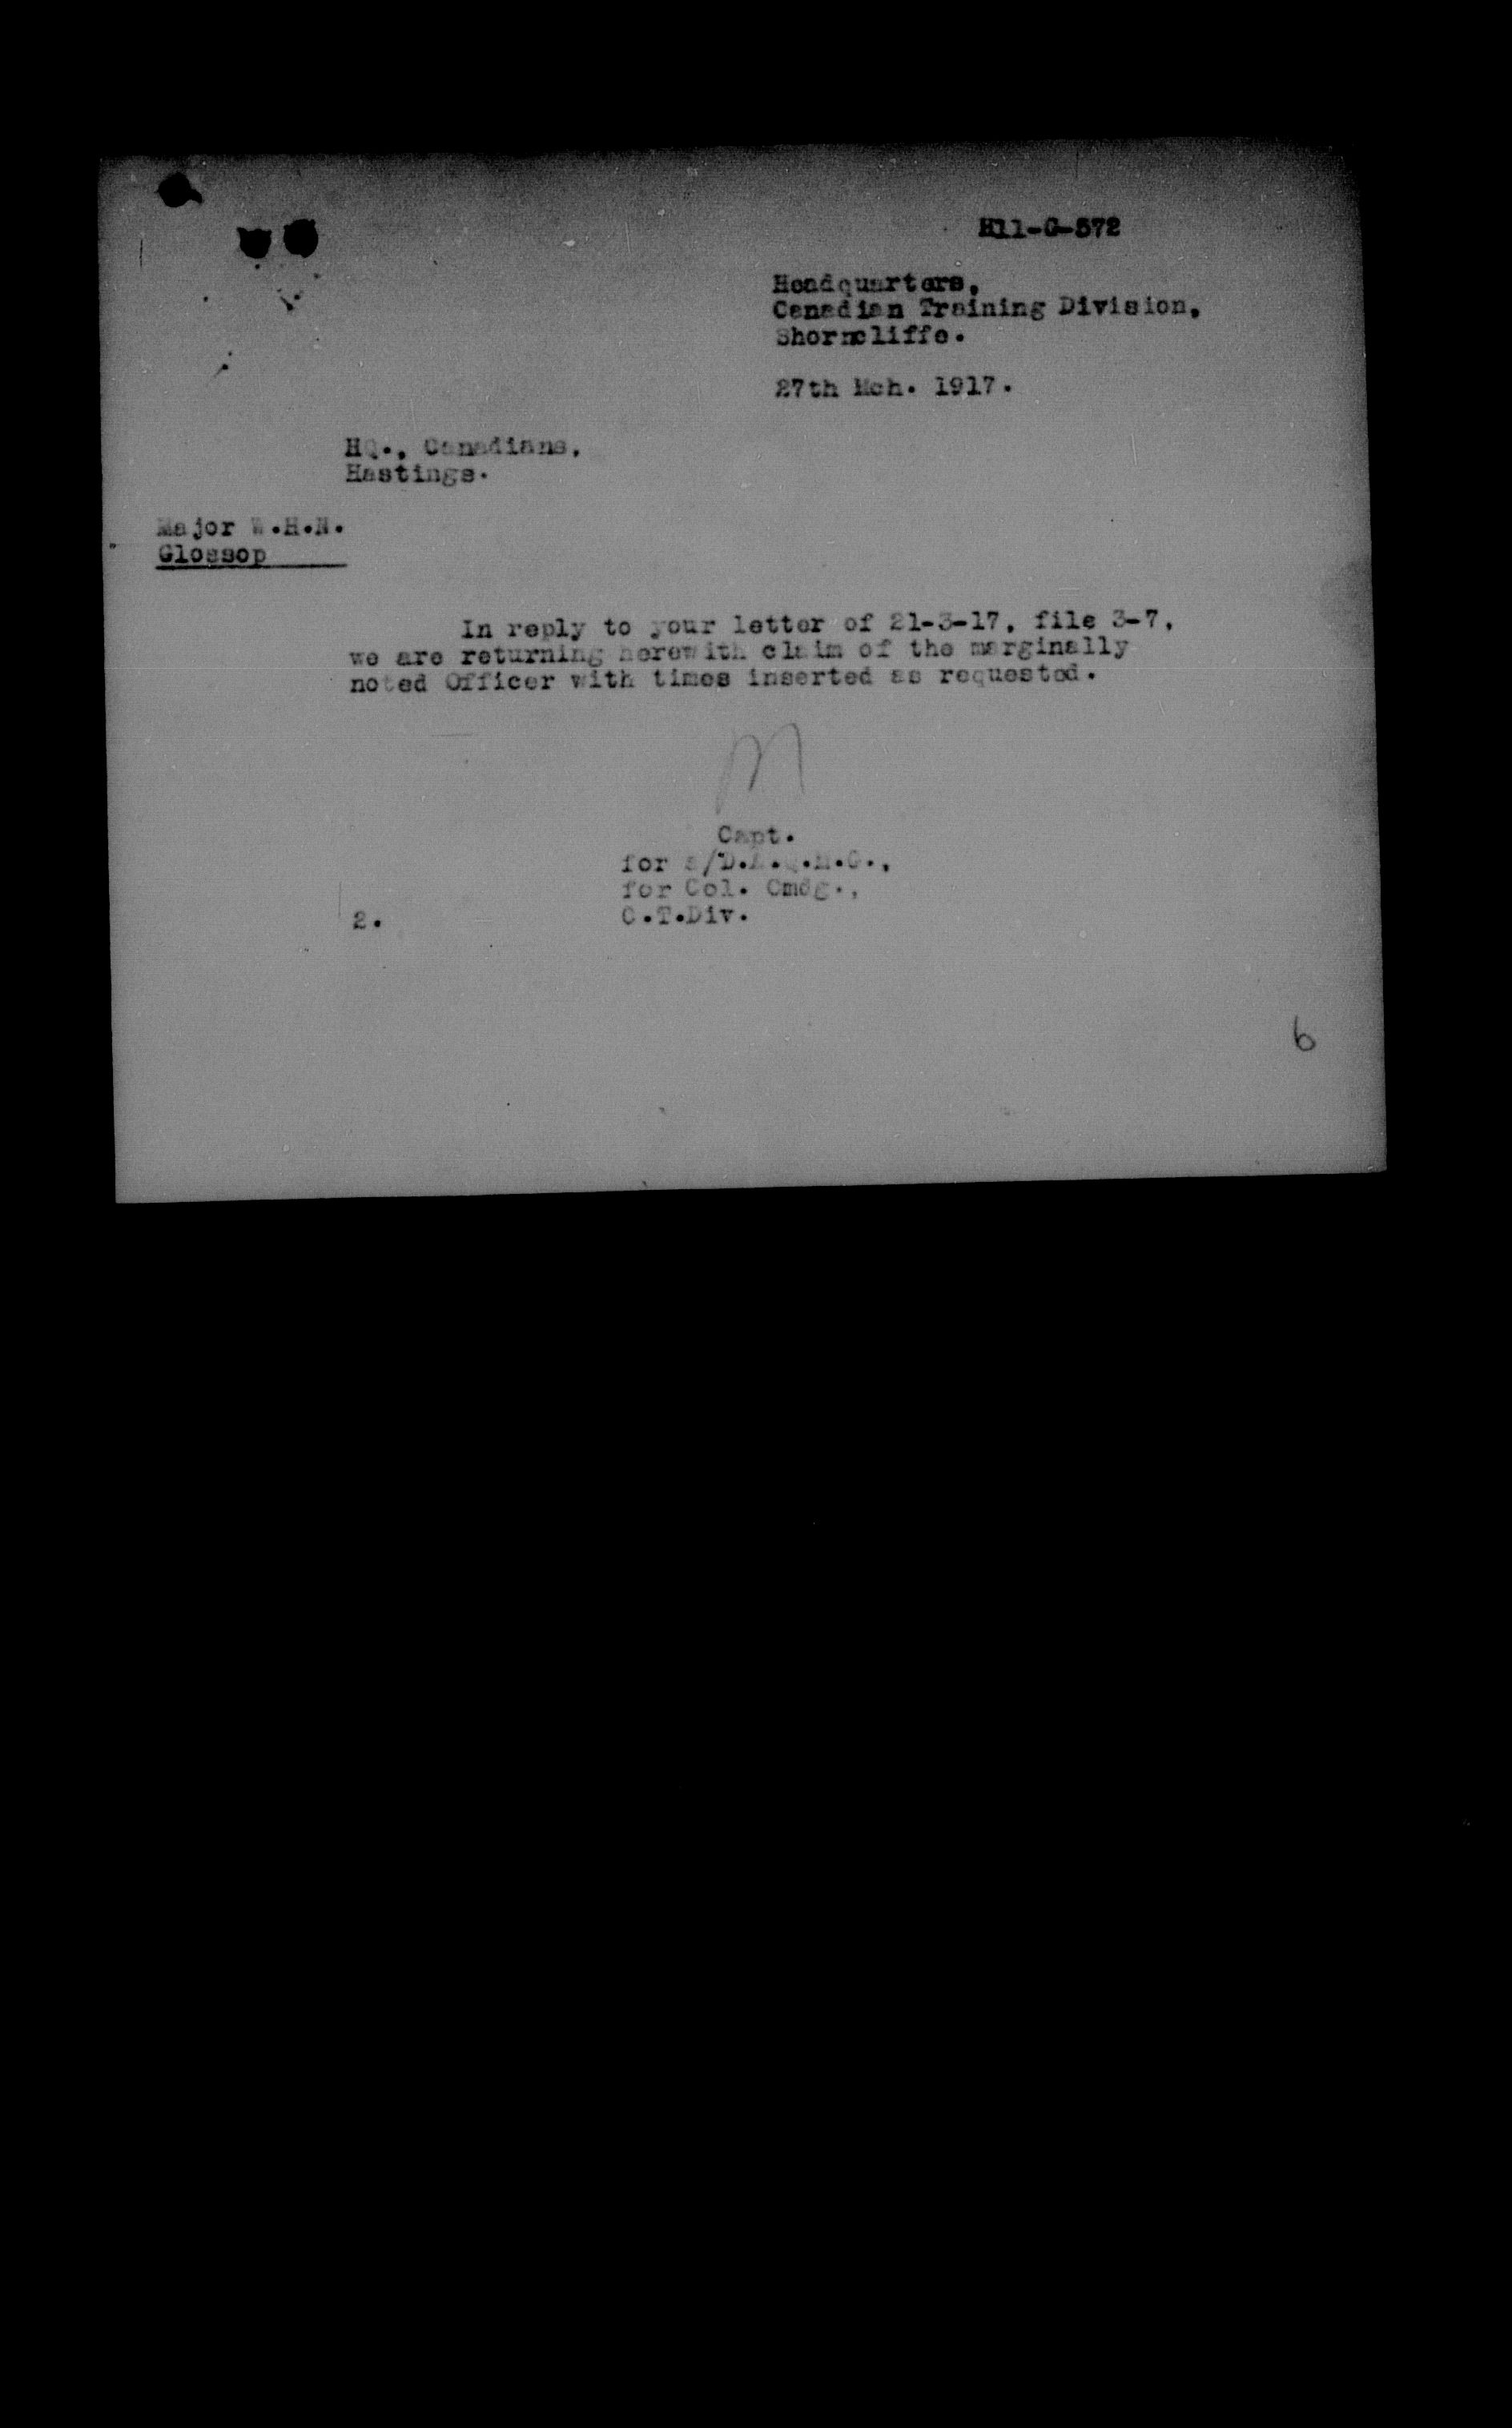 H11-G-572
Headquarters,
Canadian Training Division,
Shorncliffe.
27th Mch. 1917.
HQ., Canadians,
Hastings.
Major W.H.N.
Glossop
In reply to your letter of 21-3-17, file 3-7,
we are returning herewith claim of the marginally
noted Officer with times inserted as requested.
Capt.
for a/D.A.Q.M.G.,
for Col. Cmdg.,
2.
C.T.Div.
6